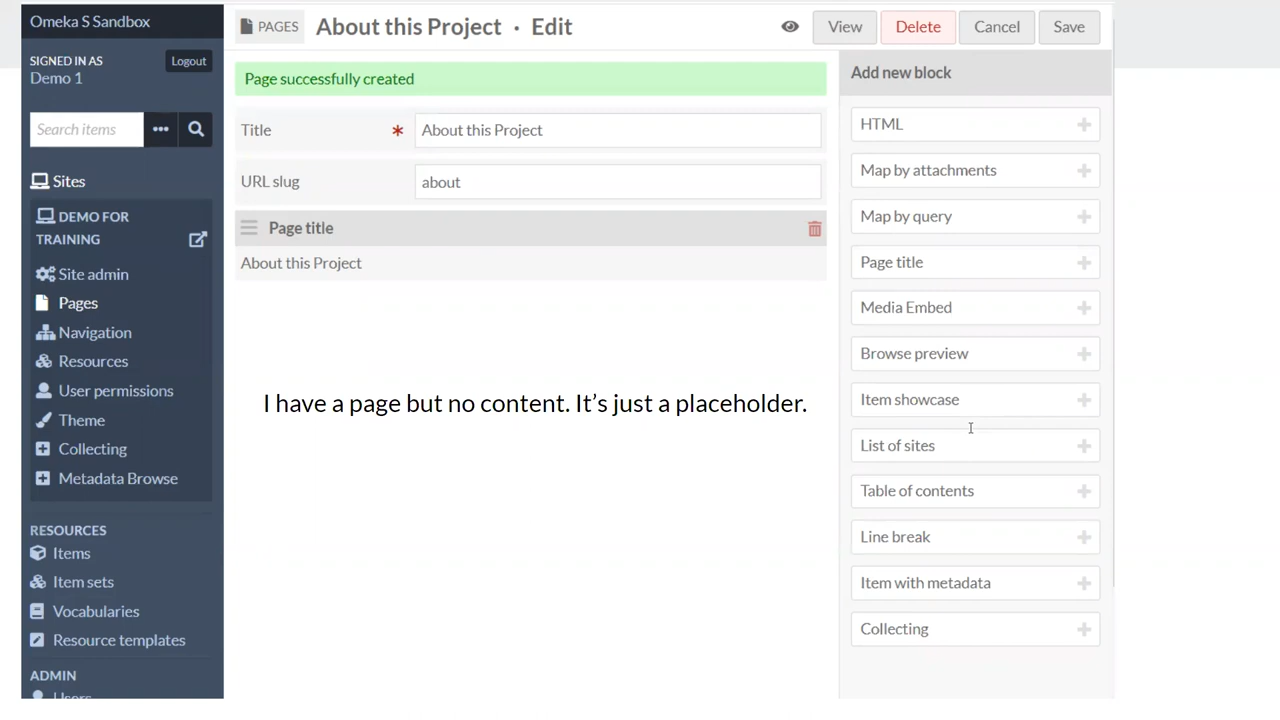 Omeka S Sandbox
SIGNED IN AS
Demo 1
Logout
Search items
Sites
DEMO FOR
TRAINING
Site admin
Pages
Navigation
Resources
User permissions
Theme
Collecting
Metadata Browse
RESOURCES
Items
Item sets
Vocabularies
Resource templates
ADMIN
Users
PAGES
About this Project · Edit
View
Delete
Cancel
Save
Page successfully created
Title * About this Project
URL slug about
Page title
About this Project
I have a page but no content. It’s just a placeholder.
Add new block
HTML
Map by attachments
Map by query
Page title
Media Embed
Browse preview
Item showcase
List of sites
Table of contents
Line break
Item with metadata
Collecting